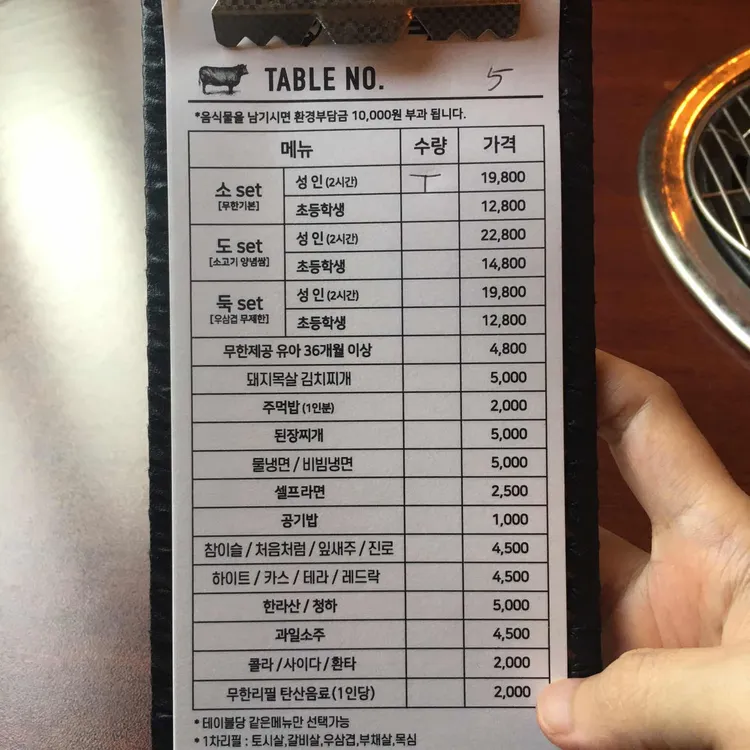 TABLE NO. 5
*음식물을 남기시면 환경부담금 10,000원 부과 됩니다.
메뉴 수량 가격
소 set [무한기본] 성인 (2시간) ㅜ 19,800
초등학생 12,800
도 set [소고기 양념쌈] 성인 (2시간) 22,800
초등학생 14,800
둑 set [우삼겹 무제한] 성인 (2시간) 19,800
초등학생 12,800
무한제공 유아 36개월 이상 4,800
돼지목살 김치찌개 5,000
주먹밥 (1인분) 2,000
된장찌개 5,000
물냉면 / 비빔냉면 5,000
셀프라면 2,500
공기밥 1,000
참이슬 / 처음처럼 / 잎새주 / 진로 4,500
하이트 / 카스 / 테라 / 레드락 4,500
한라산 / 청하 5,000
과일소주 4,500
콜라 / 사이다 / 환타 2,000
무한리필 탄산음료 (1인당) 2,000
* 테이블당 같은메뉴만 선택가능
* 1차리필 : 토시살,갈비살,우삼겹,부채살,목심